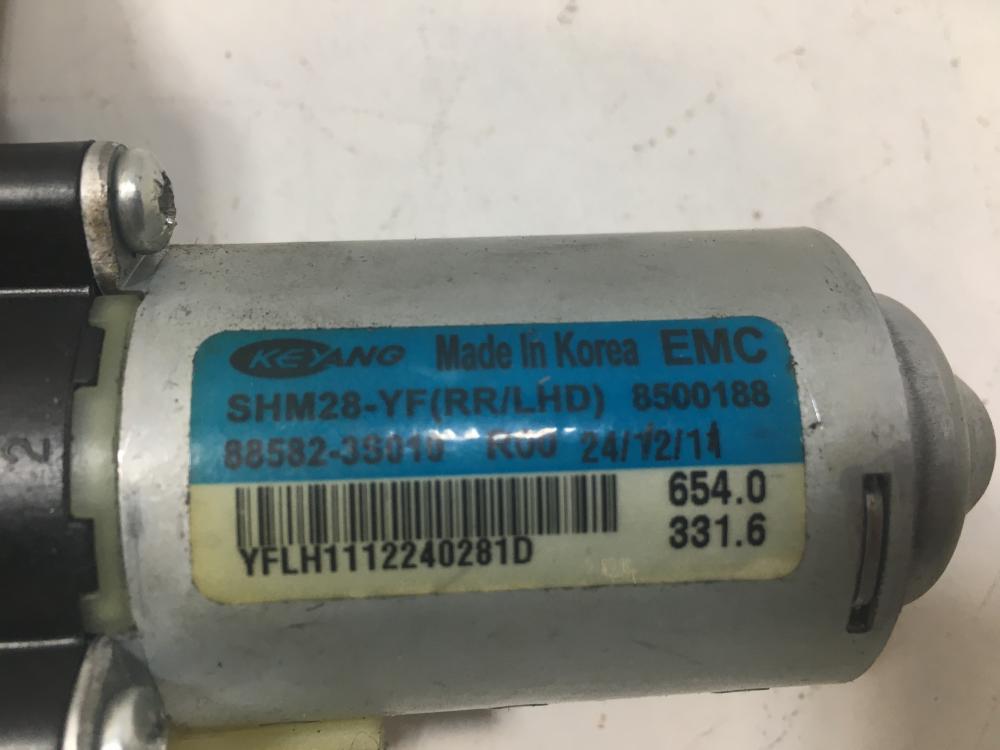 KEYANG Made In Korea EMC
SHM28-YF(RR/LHD) 8500188
88582-3S010 R00 24/12/11
654.0
331.6
YFLH1112240281D
2